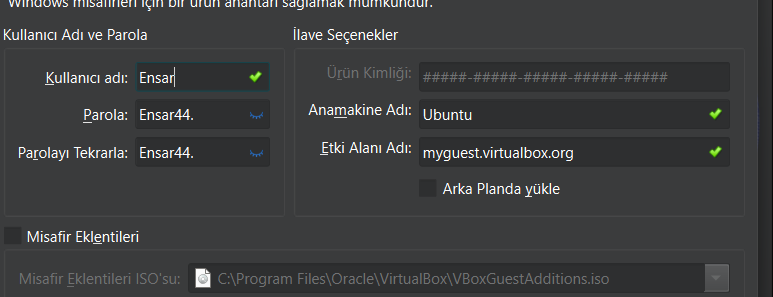 Windows misafirleri için bir ürün anahtarı sağlamak mümkündür.
Kullanıcı Adı ve Parola
Kullanıcı adı: Ensar
Parola: Ensar44.
Parolayı Tekrarla: Ensar44.
İlave Seçenekler
Ürün Kimliği: #####-#####-#####-#####-#####
Anamakine Adı: Ubuntu
Etki Alanı Adı: myguest.virtualbox.org
Arka Planda yükle
Misafir Eklentileri
Misafir Eklentileri ISO'su: C:\Program Files\Oracle\VirtualBox\VBoxGuestAdditions.iso